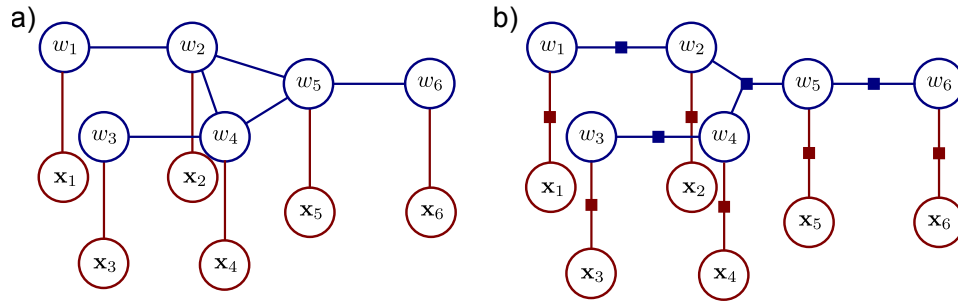 a)
w₁ w₂ w₅ w₆
w₃ w₄
x₁ x₂ x₅ x₆
x₃ x₄
b)
w₁ w₂ w₅ w₆
w₃ w₄
x₁ x₂ x₅ x₆
x₃ x₄